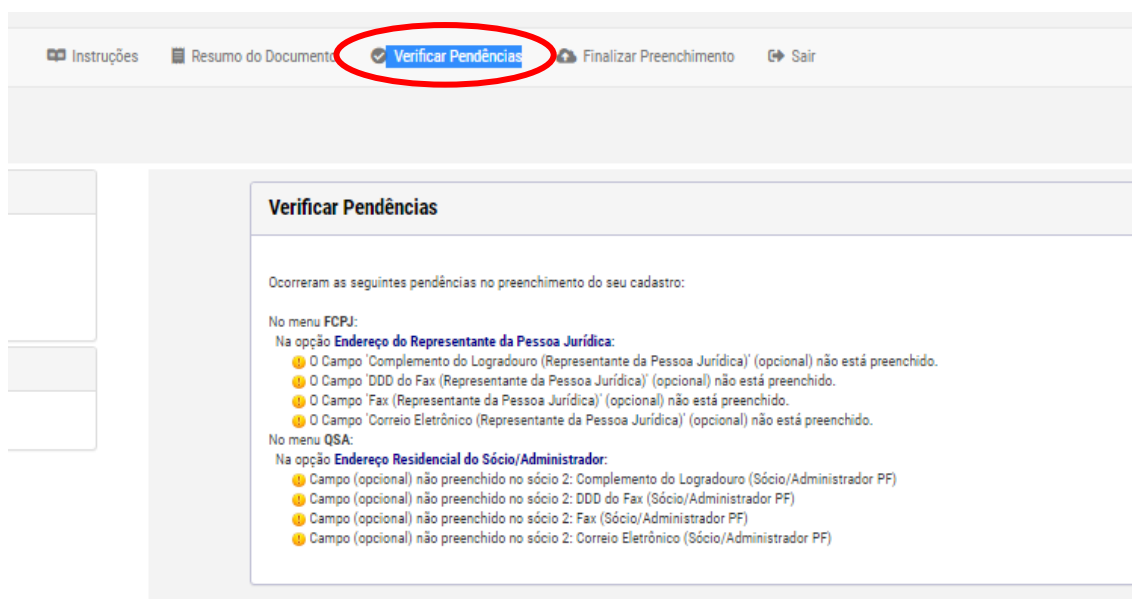 Instruções Resumo do Documento Verificar Pendências Finalizar Preenchimento Sair
Verificar Pendências
Ocorreram as seguintes pendências no preenchimento do seu cadastro:
No menu FCPJ:
Na opção Endereço do Representante da Pessoa Jurídica:
O Campo 'Complemento do Logradouro (Representante da Pessoa Jurídica)' (opcional) não está preenchido.
O Campo 'DDD do Fax (Representante da Pessoa Jurídica)' (opcional) não está preenchido.
O Campo 'Fax (Representante da Pessoa Jurídica)' (opcional) não está preenchido.
O Campo 'Correio Eletrônico (Representante da Pessoa Jurídica)' (opcional) não está preenchido.
No menu QSA:
Na opção Endereço Residencial do Sócio/Administrador:
Campo (opcional) não preenchido no sócio 2: Complemento do Logradouro (Sócio/Administrador PF)
Campo (opcional) não preenchido no sócio 2: DDD do Fax (Sócio/Administrador PF)
Campo (opcional) não preenchido no sócio 2: Fax (Sócio/Administrador PF)
Campo (opcional) não preenchido no sócio 2: Correio Eletrônico (Sócio/Administrador PF)